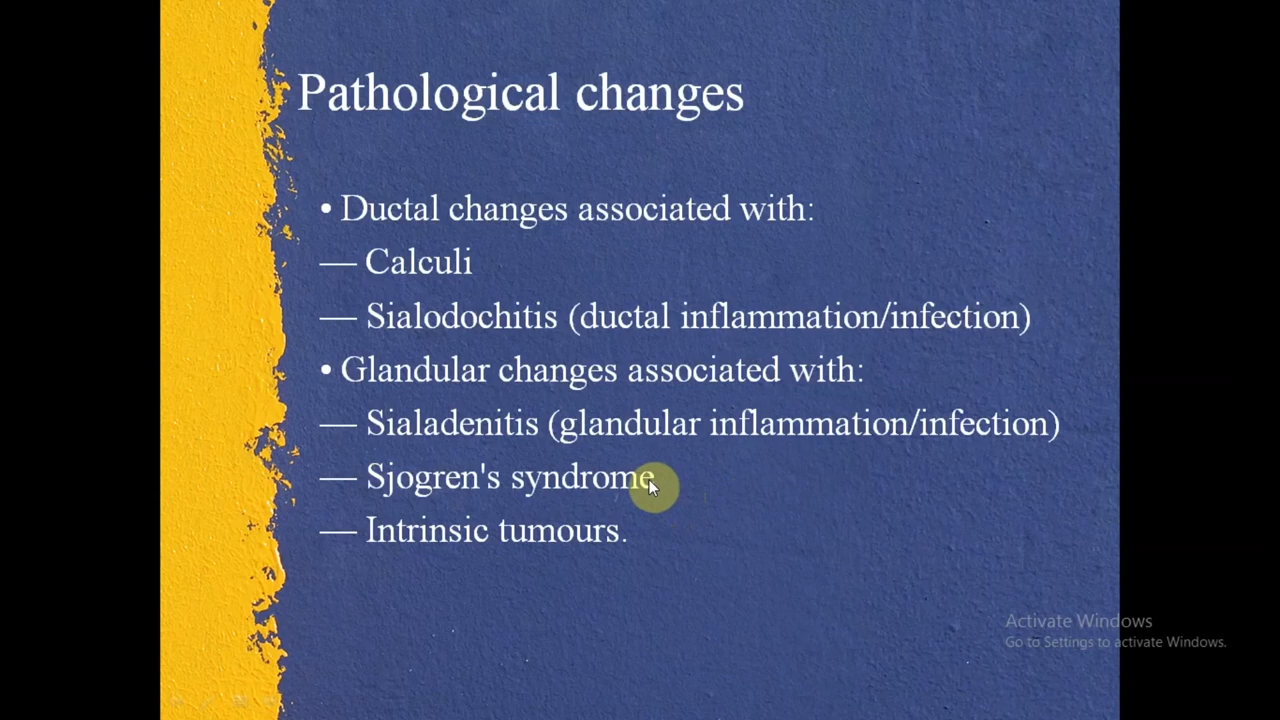 Pathological changes
• Ductal changes associated with:
— Calculi
— Sialodochitis (ductal inflammation/infection)
• Glandular changes associated with:
— Sialadenitis (glandular inflammation/infection)
— Sjogren's syndrome
— Intrinsic tumours.
Activate Windows
Go to Settings to activate Windows.